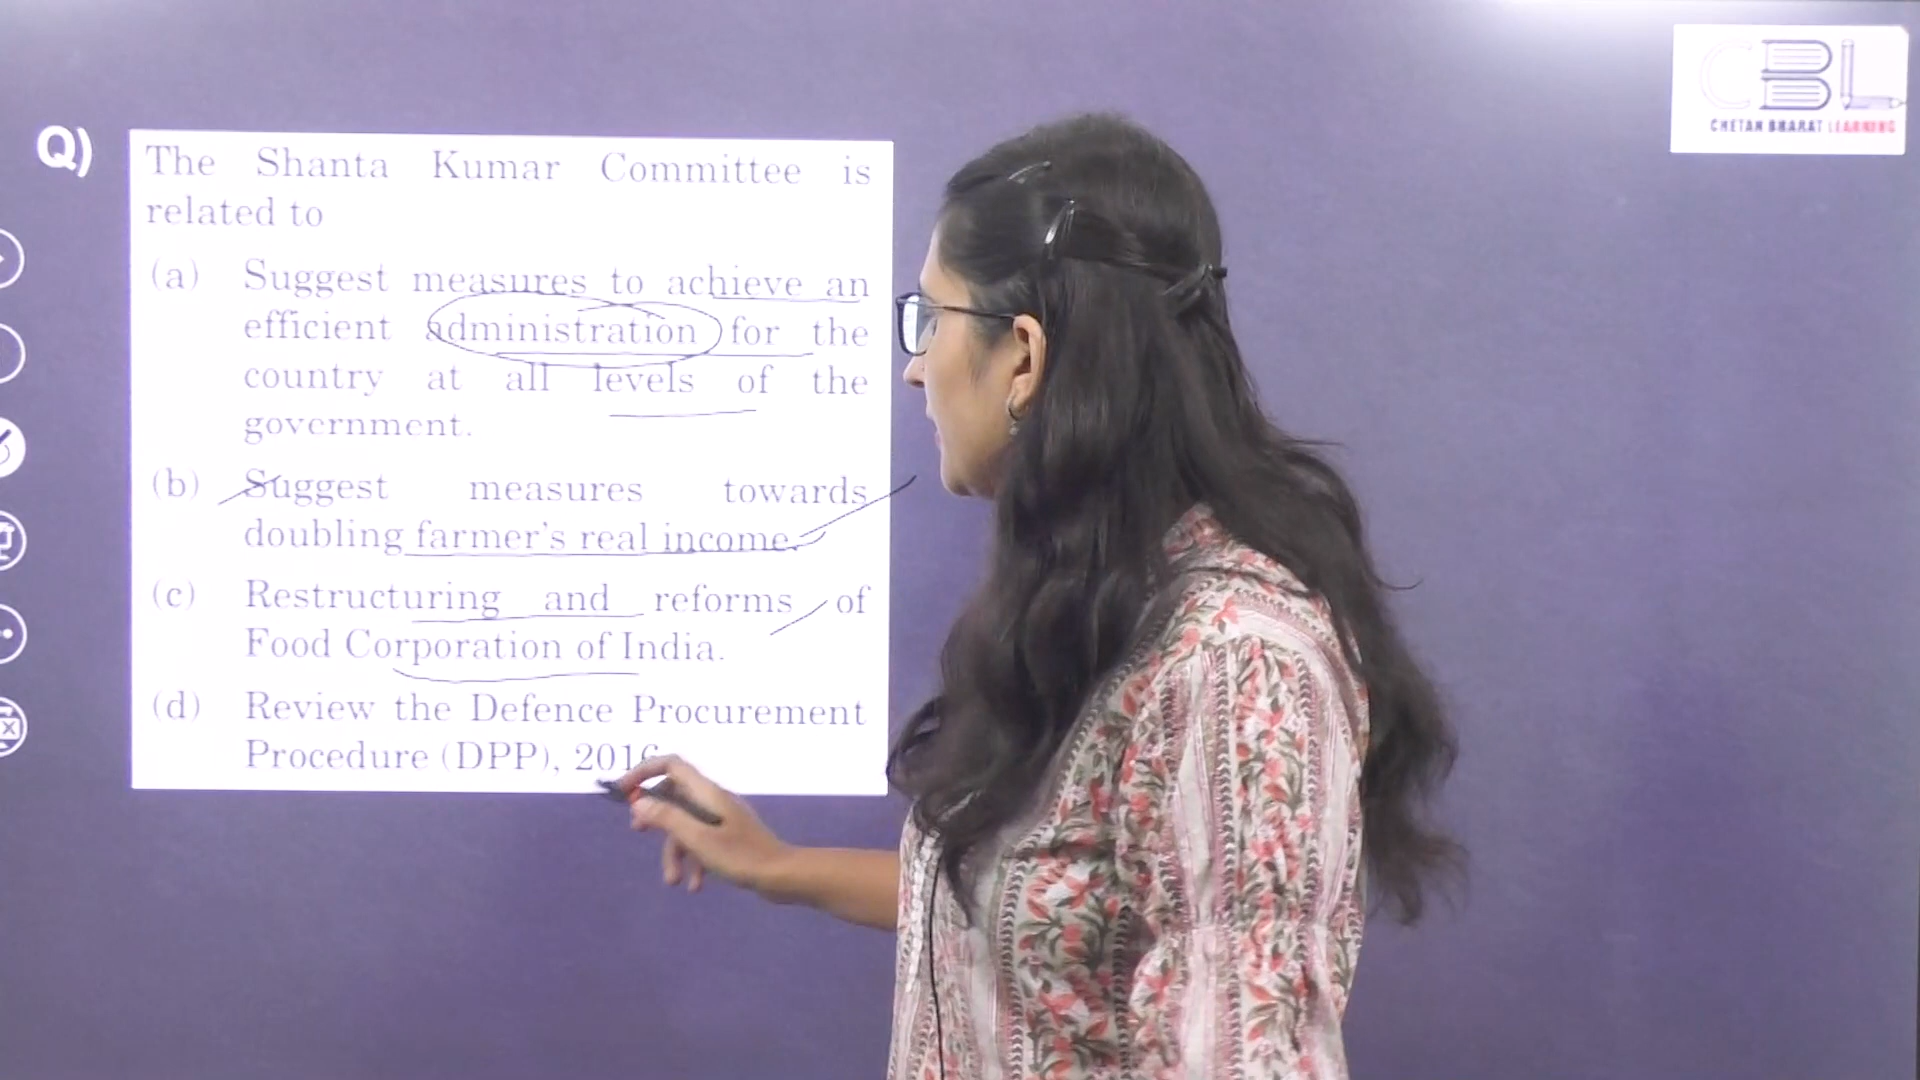 CBL
CHETAN BHARAT LEARNING
Q)
The Shanta Kumar Committee is
related to
(a) Suggest measures to achieve an
efficient administration for the
country at all levels of the
government.
(b) Suggest measures towards
doubling farmer's real income.
(c) Restructuring and reforms of
Food Corporation of India.
(d) Review the Defence Procurement
Procedure (DPP), 2016